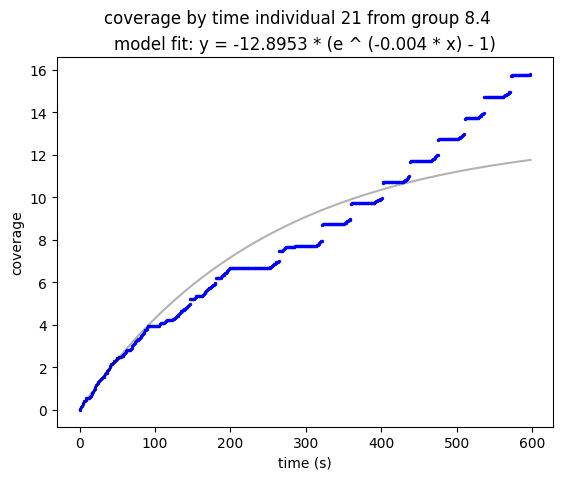 coverage by time individual 21 from group 8.4
model fit: y = -12.8953 * (e ^ (-0.004 * x) - 1)
16
14
12
10
8
6
4
2
0
coverage
0 100 200 300 400 500 600
time (s)